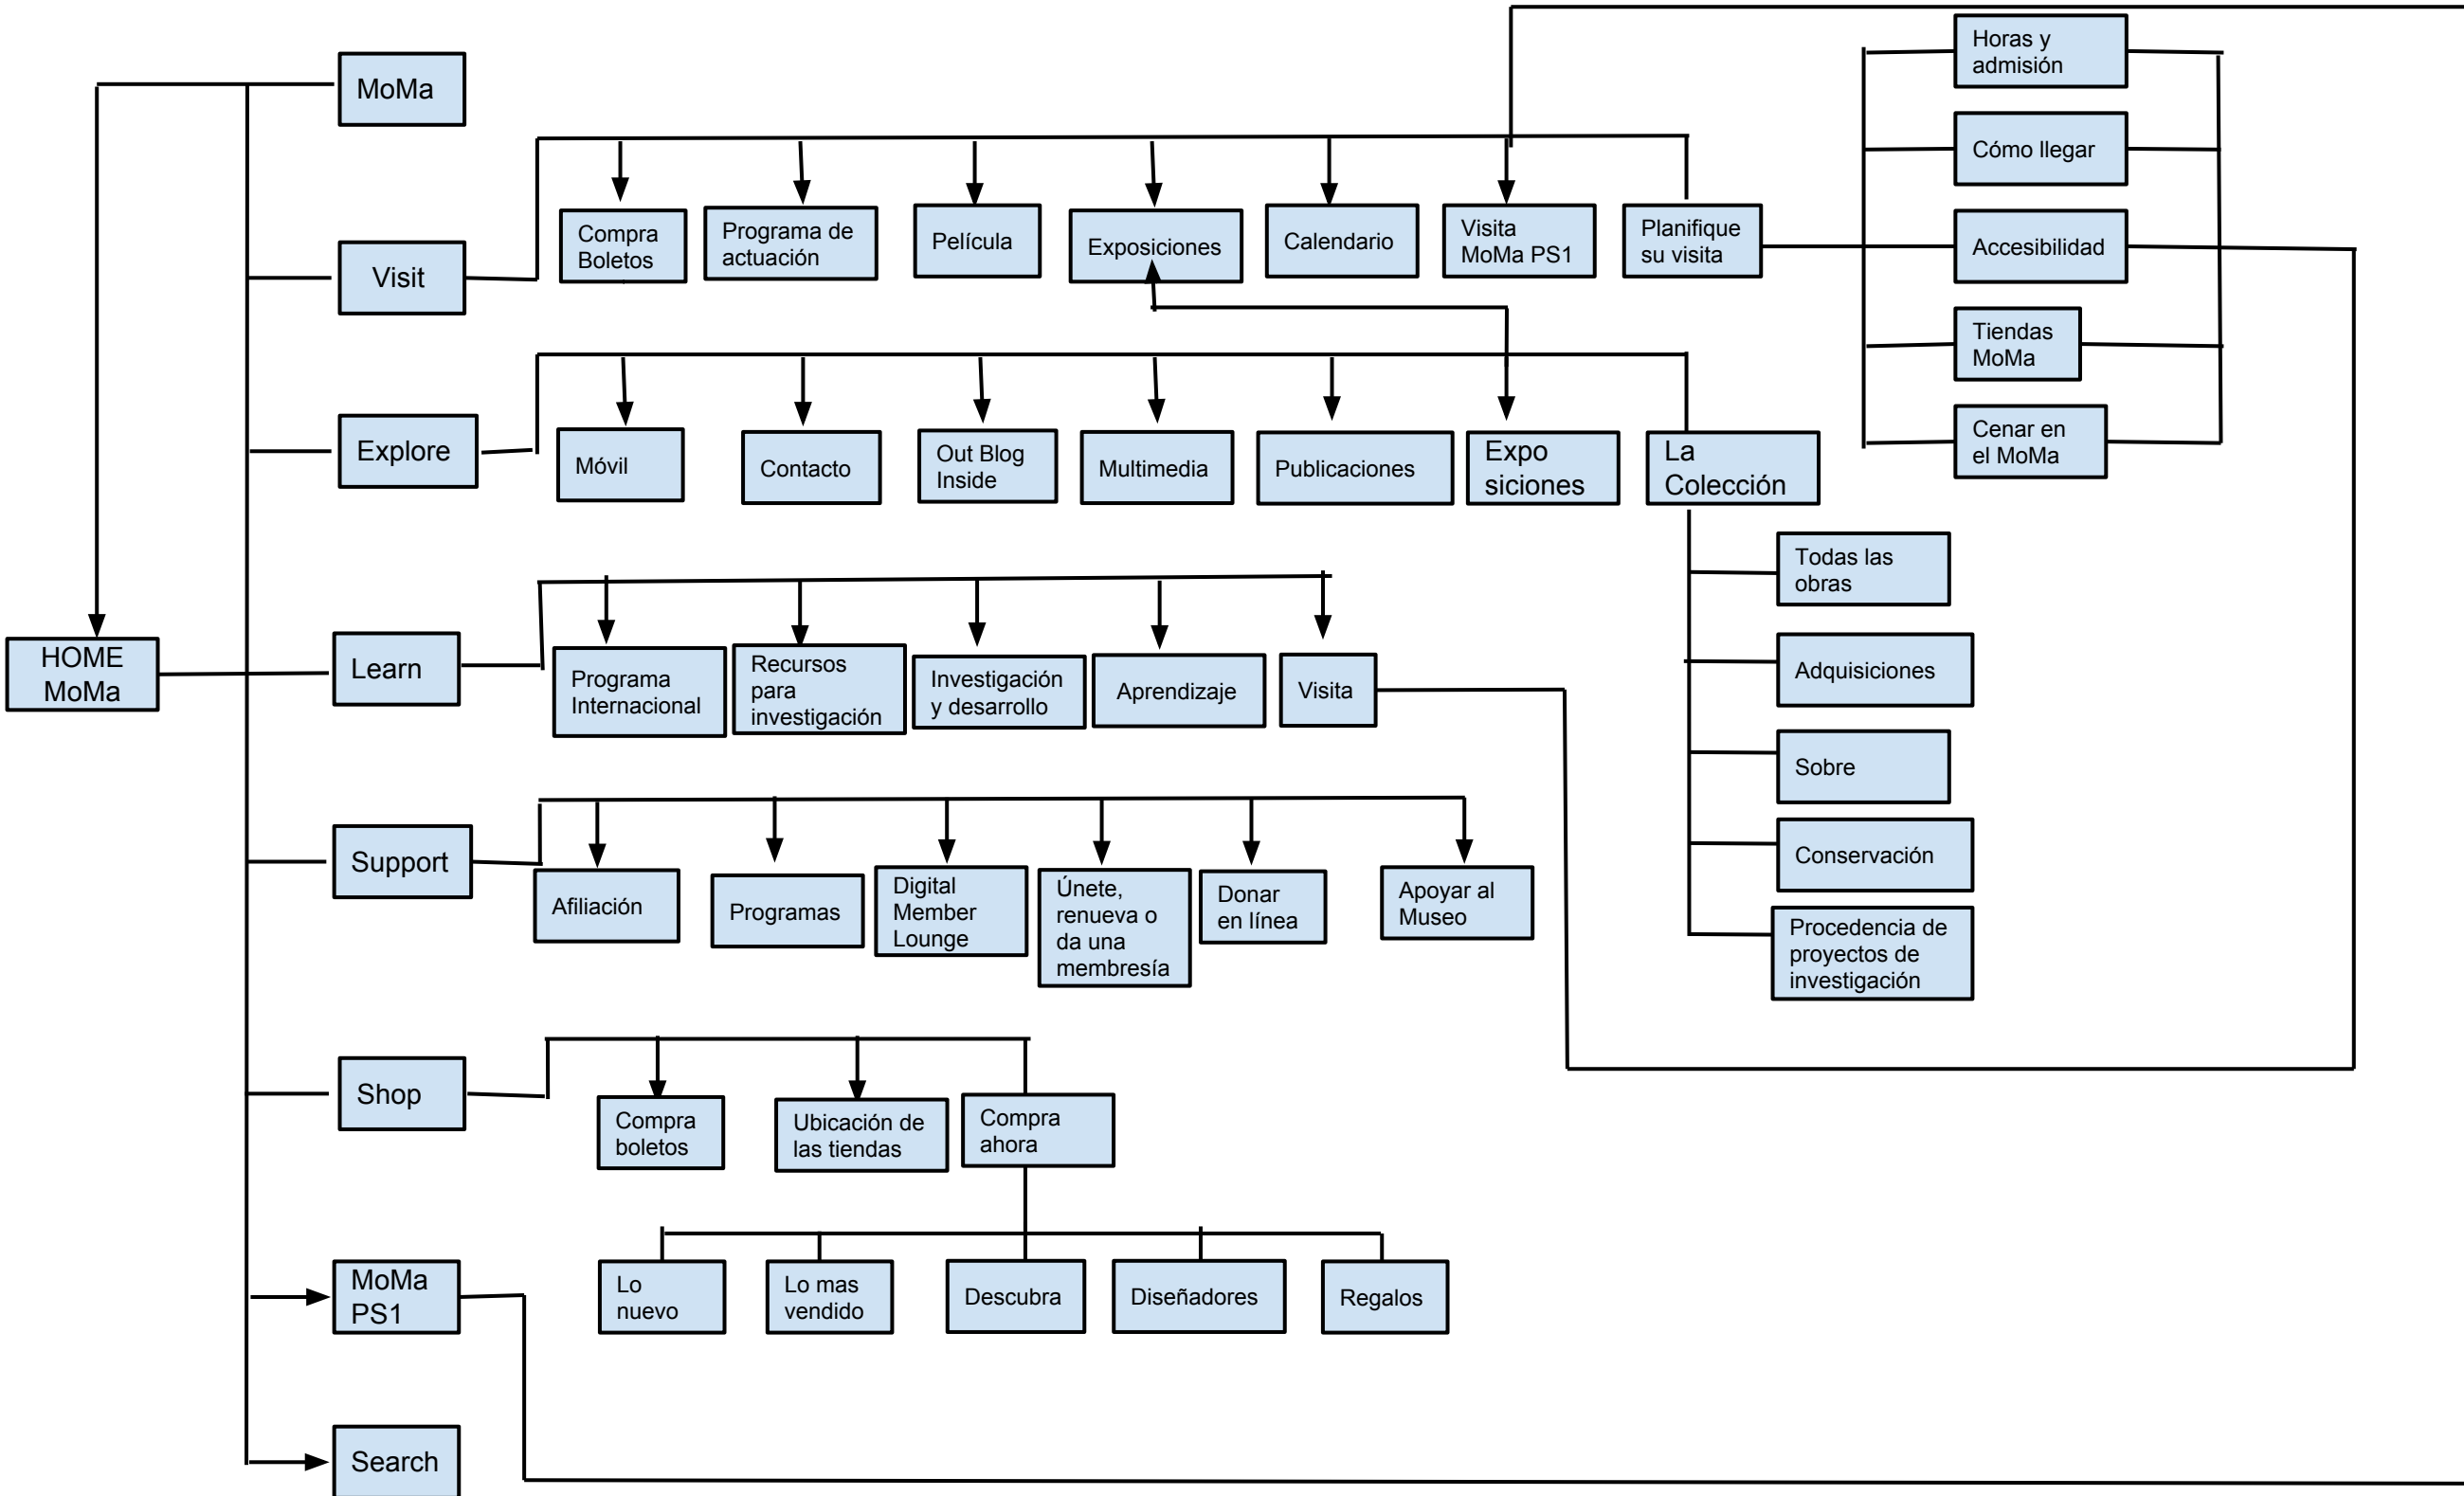 Horas y
admisión
MoMa
Cómo llegar
Compra
Boletos
Programa de
actuación
Película
Exposiciones
Calendario
Visita
MoMa PS1
Planifique
su visita
Accesibilidad
Visit
Tiendas
MoMa
Cenar en
el MoMa
Explore
Móvil
Contacto
Out Blog
Inside
Multimedia
Publicaciones
Expo
siciones
La
Colección
Todas las
obras
HOME
MoMa
Learn
Programa
Internacional
Recursos
para
investigación
Investigación
y desarrollo
Aprendizaje
Visita
Adquisiciones
Sobre
Conservación
Procedencia de
proyectos de
investigación
Support
Afiliación
Programas
Digital
Member
Lounge
Únete,
renueva o
da una
membresía
Donar
en línea
Apoyar al
Museo
Shop
Compra
boletos
Ubicación de
las tiendas
Compra
ahora
MoMa
PS1
Lo
nuevo
Lo mas
vendido
Descubra
Diseñadores
Regalos
Search